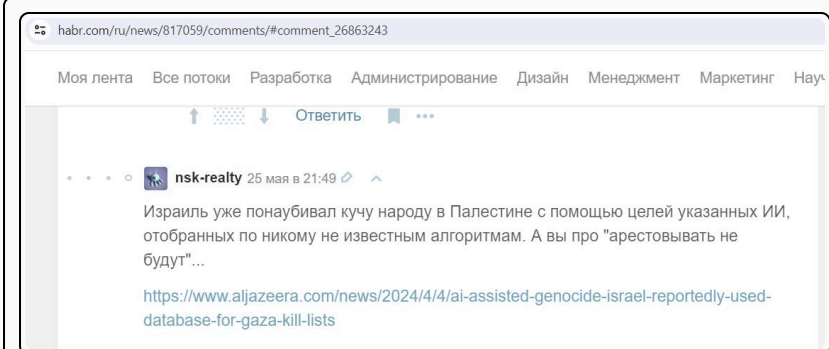 habr.com/ru/news/817059/comments/#comment_26863243
Моя лента Все потоки Разработка Администрирование Дизайн Менеджмент Маркетинг Науч
Ответить
nsk-realty 25 мая в 21:49
Израиль уже понаубивал кучу народу в Палестине с помощью целей указанных ИИ,
отобранных по никому не известным алгоритмам. А вы про "арестовывать не
будут"...
https://www.aljazeera.com/news/2024/4/4/ai-assisted-genocide-israel-reportedly-used-
database-for-gaza-kill-lists